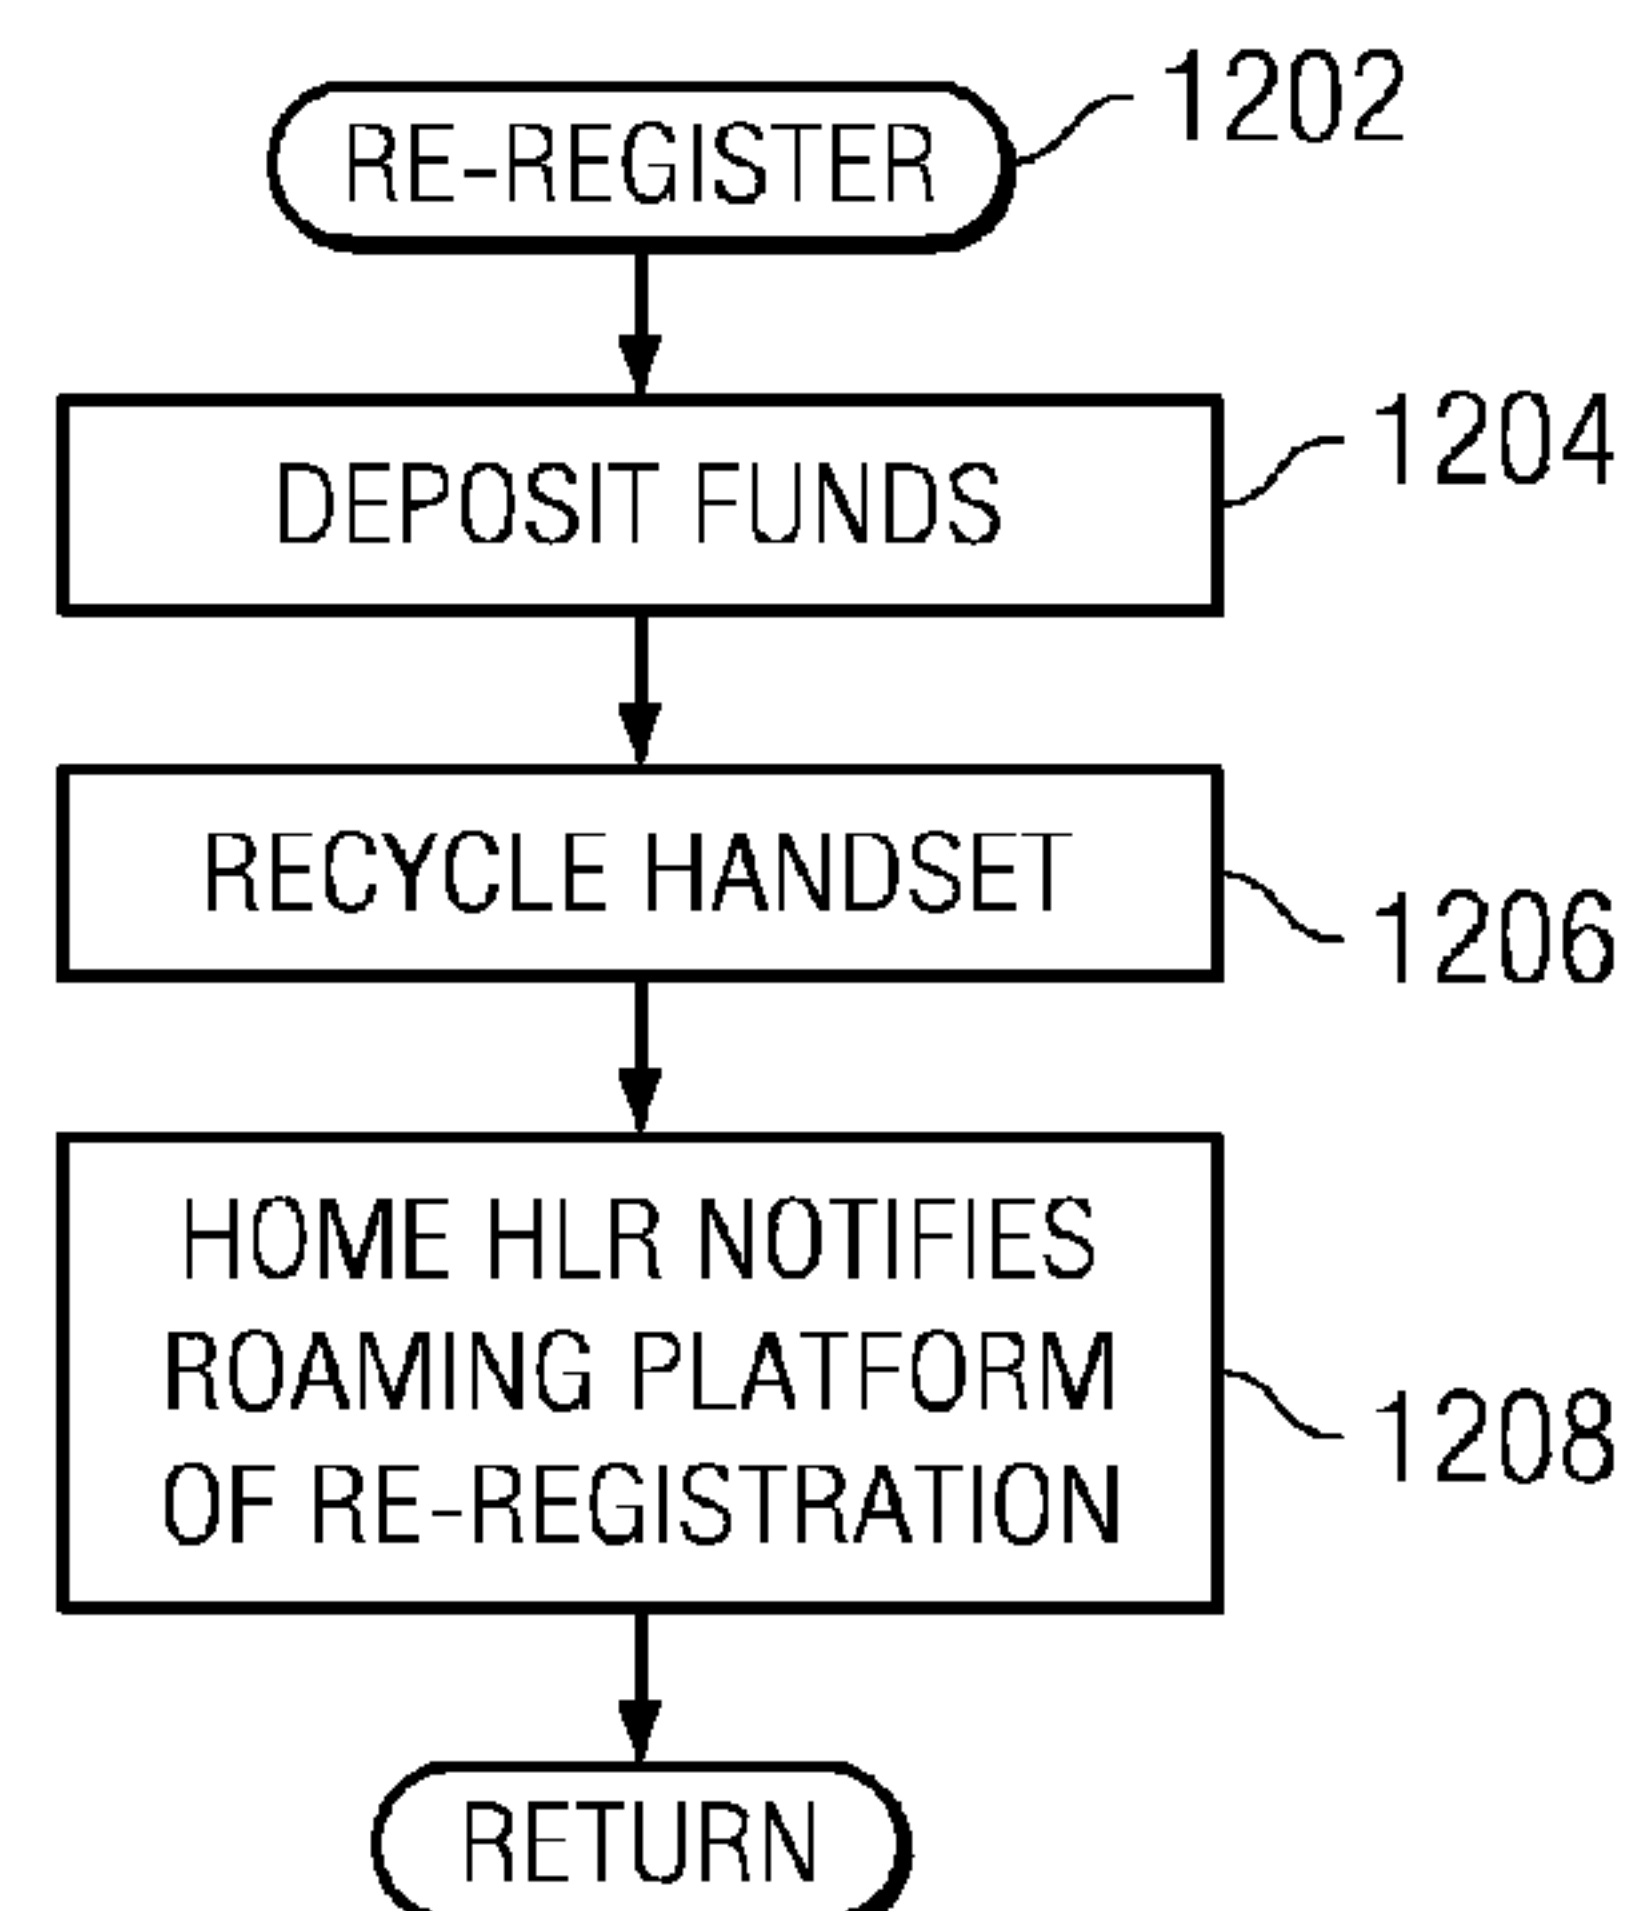 RE-REGISTER
1202
DEPOSIT FUNDS
1204
RECYCLE HANDSET
1206
HOME HLR NOTIFIES
ROAMING PLATFORM
OF RE-REGISTRATION
1208
RETURN